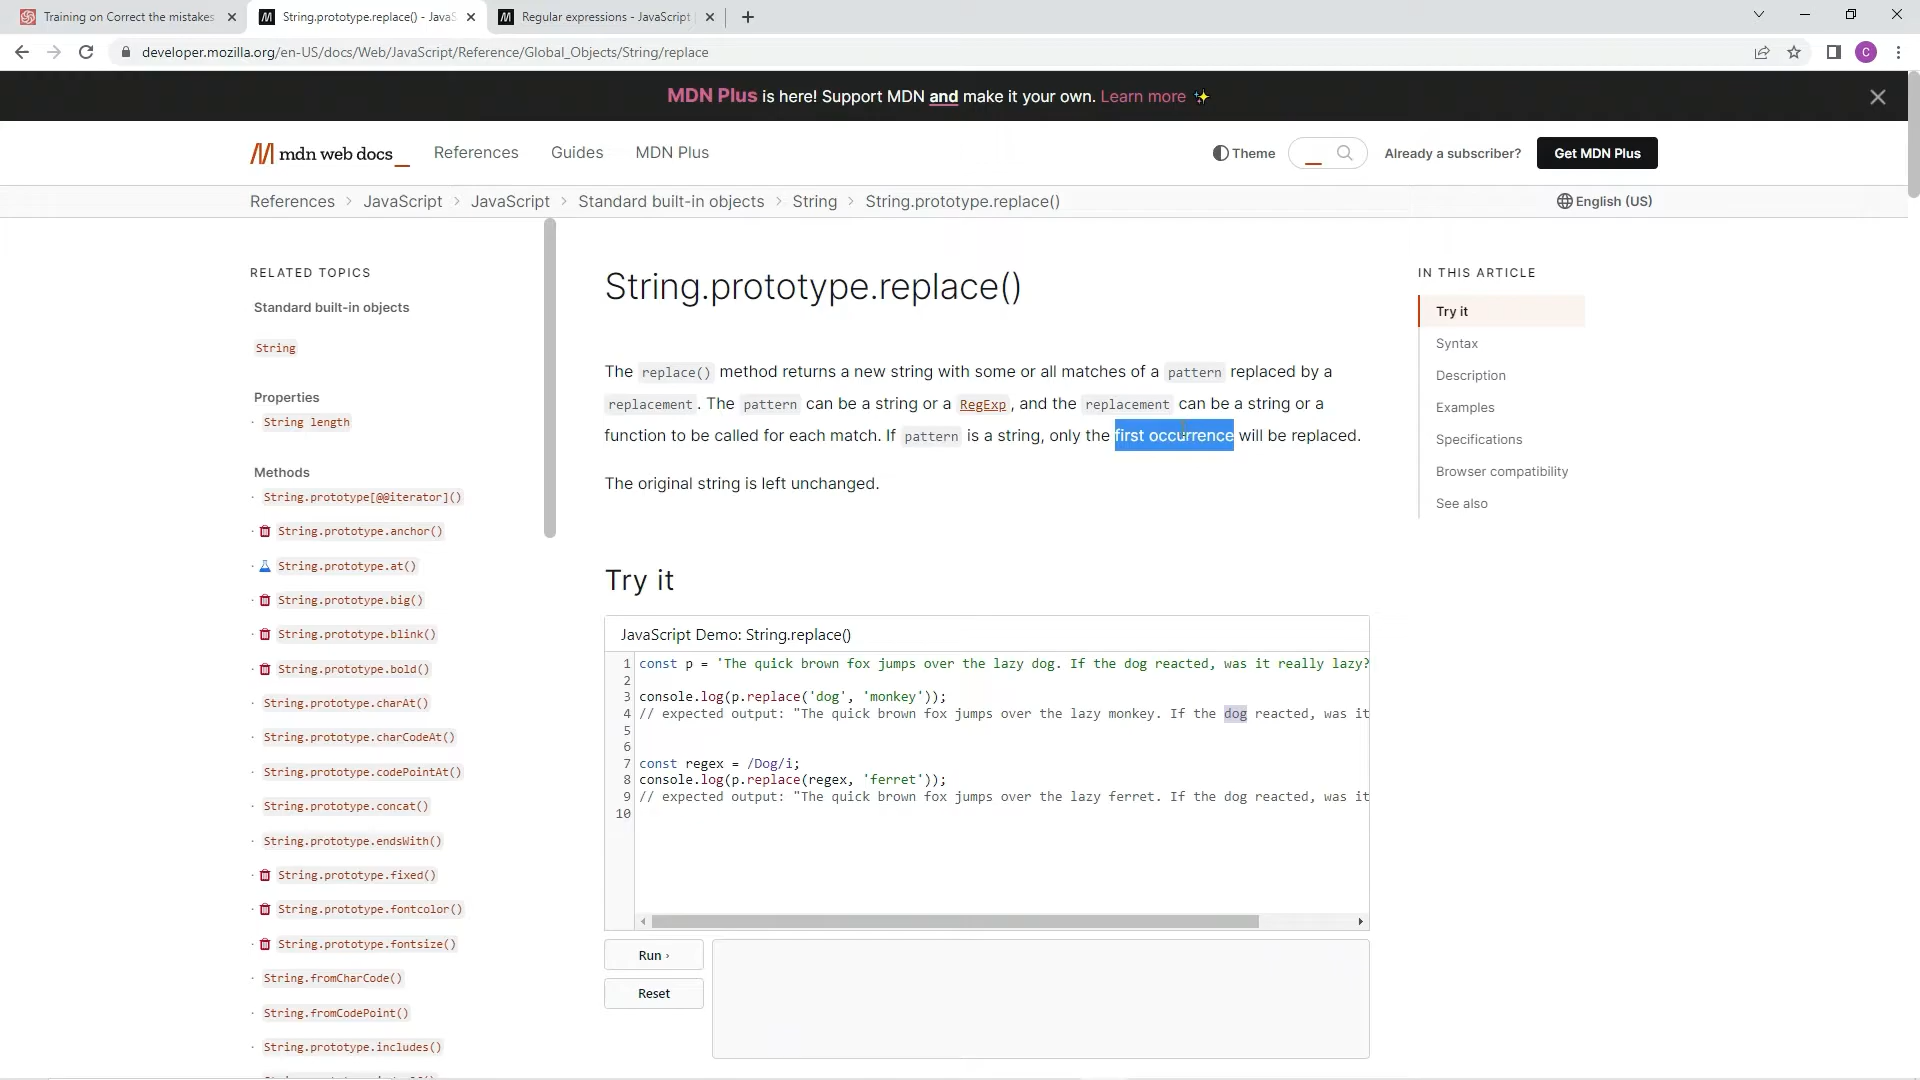 Training on Correct the mistakes
String.prototype.replace() - JavaS
Regular expressions - JavaScript
developer.mozilla.org/en-US/docs/Web/JavaScript/Reference/Global_Objects/String/replace
C
MDN Plus is here! Support MDN and make it your own. Learn more ✨
mdn web docs_
References
Guides
MDN Plus
Theme
Already a subscriber?
Get MDN Plus
References > JavaScript > JavaScript > Standard built-in objects > String > String.prototype.replace()
English (US)
RELATED TOPICS
Standard built-in objects
String
Properties
String length
Methods
String.prototype[@@iterator]()
String.prototype.anchor()
String.prototype.at()
String.prototype.big()
String.prototype.blink()
String.prototype.bold()
String.prototype.charAt()
String.prototype.charCodeAt()
String.prototype.codePointAt()
String.prototype.concat()
String.prototype.endsWith()
String.prototype.fixed()
String.prototype.fontcolor()
String.prototype.fontsize()
String.fromCharCode()
String.fromCodePoint()
String.prototype.includes()
String.prototype.replace()
The replace() method returns a new string with some or all matches of a pattern replaced by a
replacement. The pattern can be a string or a RegExp, and the replacement can be a string or a
function to be called for each match. If pattern is a string, only the first occurrence will be replaced.
The original string is left unchanged.
Try it
JavaScript Demo: String.replace()
1 const p = 'The quick brown fox jumps over the lazy dog. If the dog reacted, was it really lazy?
2
3 console.log(p.replace('dog', 'monkey'));
4 // expected output: "The quick brown fox jumps over the lazy monkey. If the dog reacted, was it
5
6
7 const regex = /Dog/i;
8 console.log(p.replace(regex, 'ferret'));
9 // expected output: "The quick brown fox jumps over the lazy ferret. If the dog reacted, was it
10
Run ›
Reset
IN THIS ARTICLE
Try it
Syntax
Description
Examples
Specifications
Browser compatibility
See also